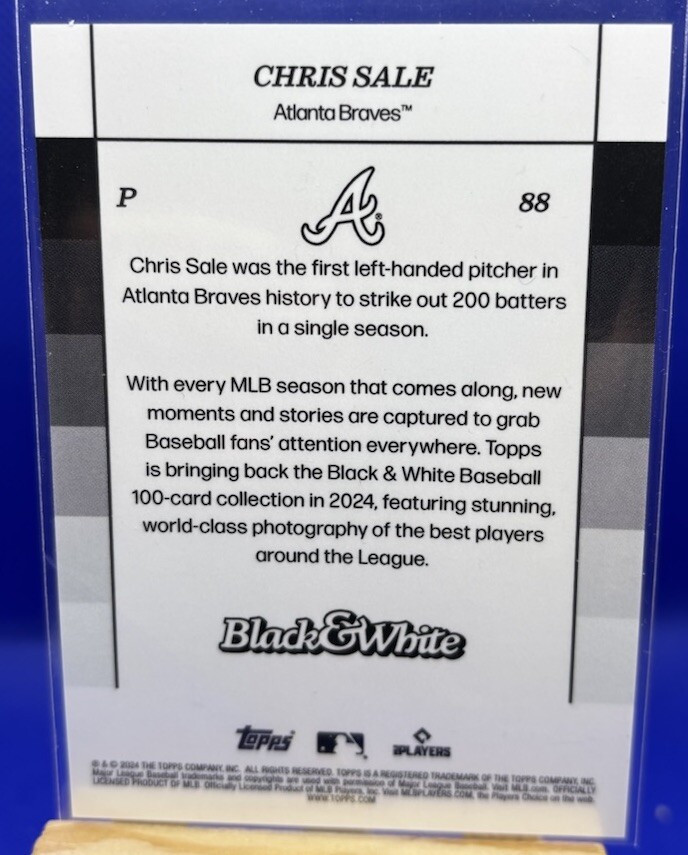 CHRIS SALE
Atlanta Braves™
P
A®
88
Chris Sale was the first left-handed pitcher in
Atlanta Braves history to strike out 200 batters
in a single season.
With every MLB season that comes along, new
moments and stories are captured to grab
Baseball fans' attention everywhere. Topps
is bringing back the Black & White Baseball
100-card collection in 2024, featuring stunning,
world-class photography of the best players
around the League.
Black&White
topps
PLAYERS
® & © 2024 THE TOPPS COMPANY, INC. ALL RIGHTS RESERVED. TOPPS IS A REGISTERED TRADEMARK OF THE TOPPS COMPANY, INC.
Major League Baseball trademarks and copyrights are used with permission of Major League Baseball. Visit MLB.com. OFFICIALLY
LICENSED PRODUCT OF MLB Players, Inc. Visit MLBPLAYERS.COM, the Players Choice on the web.
WWW.TOPPS.COM